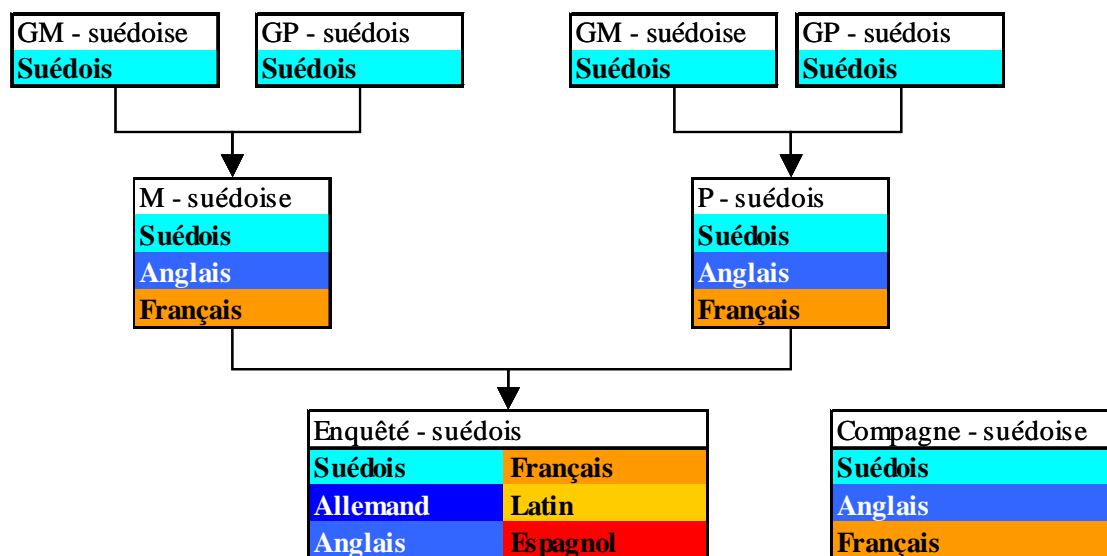 GM - suédoise
Suédois
GP - suédois
Suédois
GM - suédoise
Suédois
GP - suédois
Suédois
M - suédoise
Suédois
Anglais
Français
P - suédois
Suédois
Anglais
Français
Enquêté - suédois
Suédois Français
Allemand Latin
Anglais Espagnol
Compagne - suédoise
Suédois
Anglais
Français